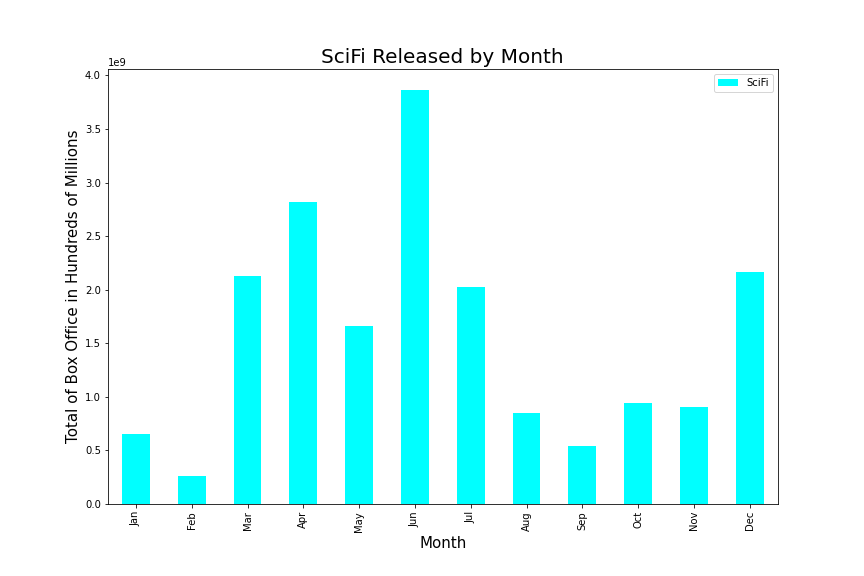 SciFi Released by Month
1e9
SciFi
4.0
3.5
3.0
2.5
2.0
1.5
1.0
0.5
0.0
Total of Box Office in Hundreds of Millions
Jan
Feb
Mar
Apr
May
Jun
Jul
Aug
Sep
Oct
Nov
Dec
Month